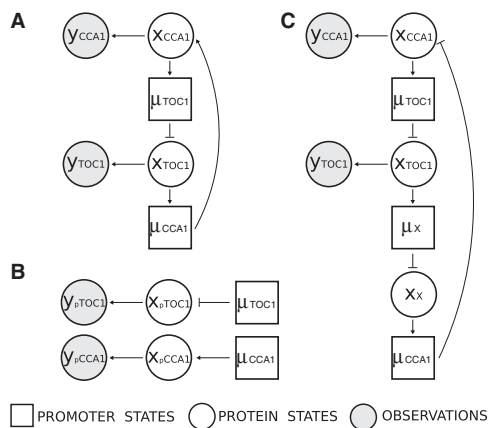 A
yCCA1 xCCA1
μTOC1
yTOC1 xTOC1
μCCA1
B
ypTOC1 xpTOC1 μTOC1
ypCCA1 xpCCA1 μCCA1
C
yCCA1 xCCA1
μTOC1
yTOC1 xTOC1
μX
xX
μCCA1
PROMOTER STATES PROTEIN STATES OBSERVATIONS